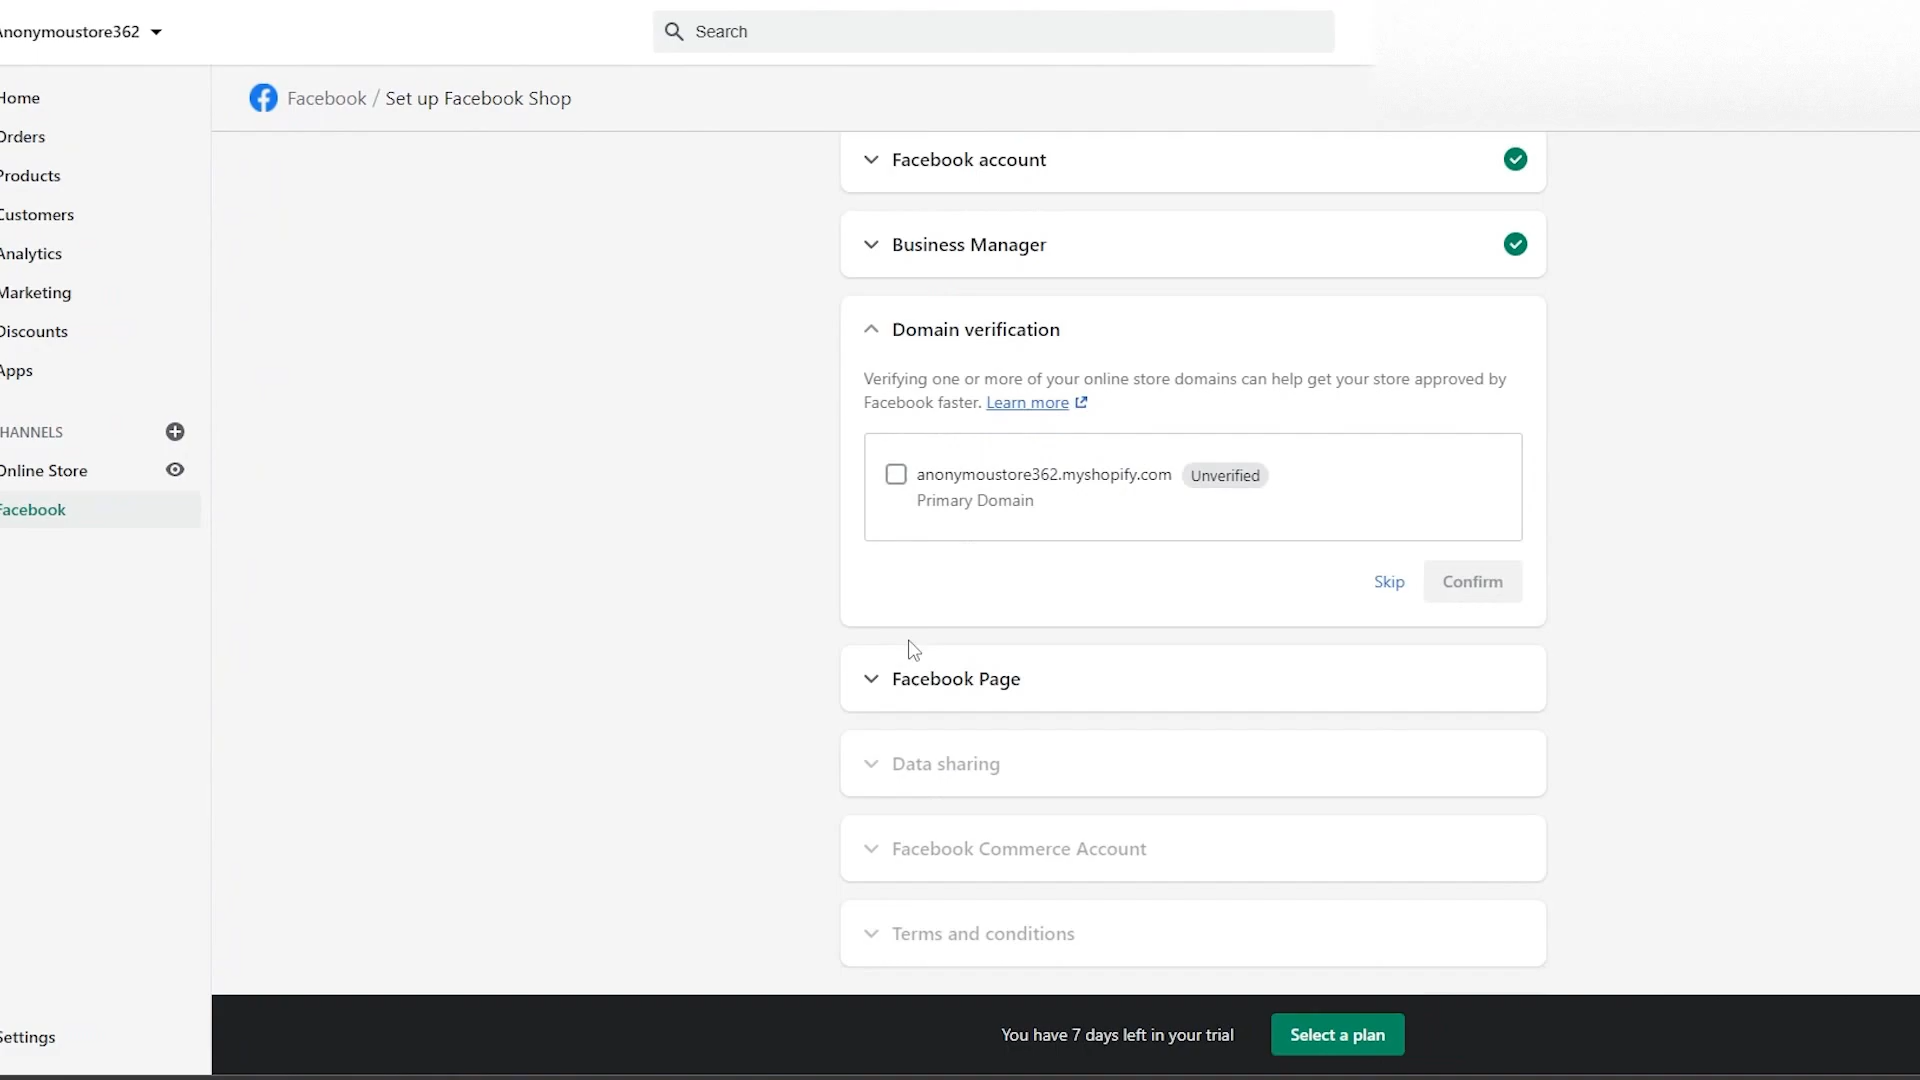 Anonymoustore362
Search
Home
Orders
Products
Customers
Analytics
Marketing
Discounts
Apps
HANNELS
Online Store
Facebook
Settings
Facebook / Set up Facebook Shop
Facebook account
Business Manager
Domain verification
Verifying one or more of your online store domains can help get your store approved by
Facebook faster. Learn more
anonymoustore362.myshopify.com Unverified
Primary Domain
Skip Confirm
Facebook Page
Data sharing
Facebook Commerce Account
Terms and conditions
You have 7 days left in your trial Select a plan